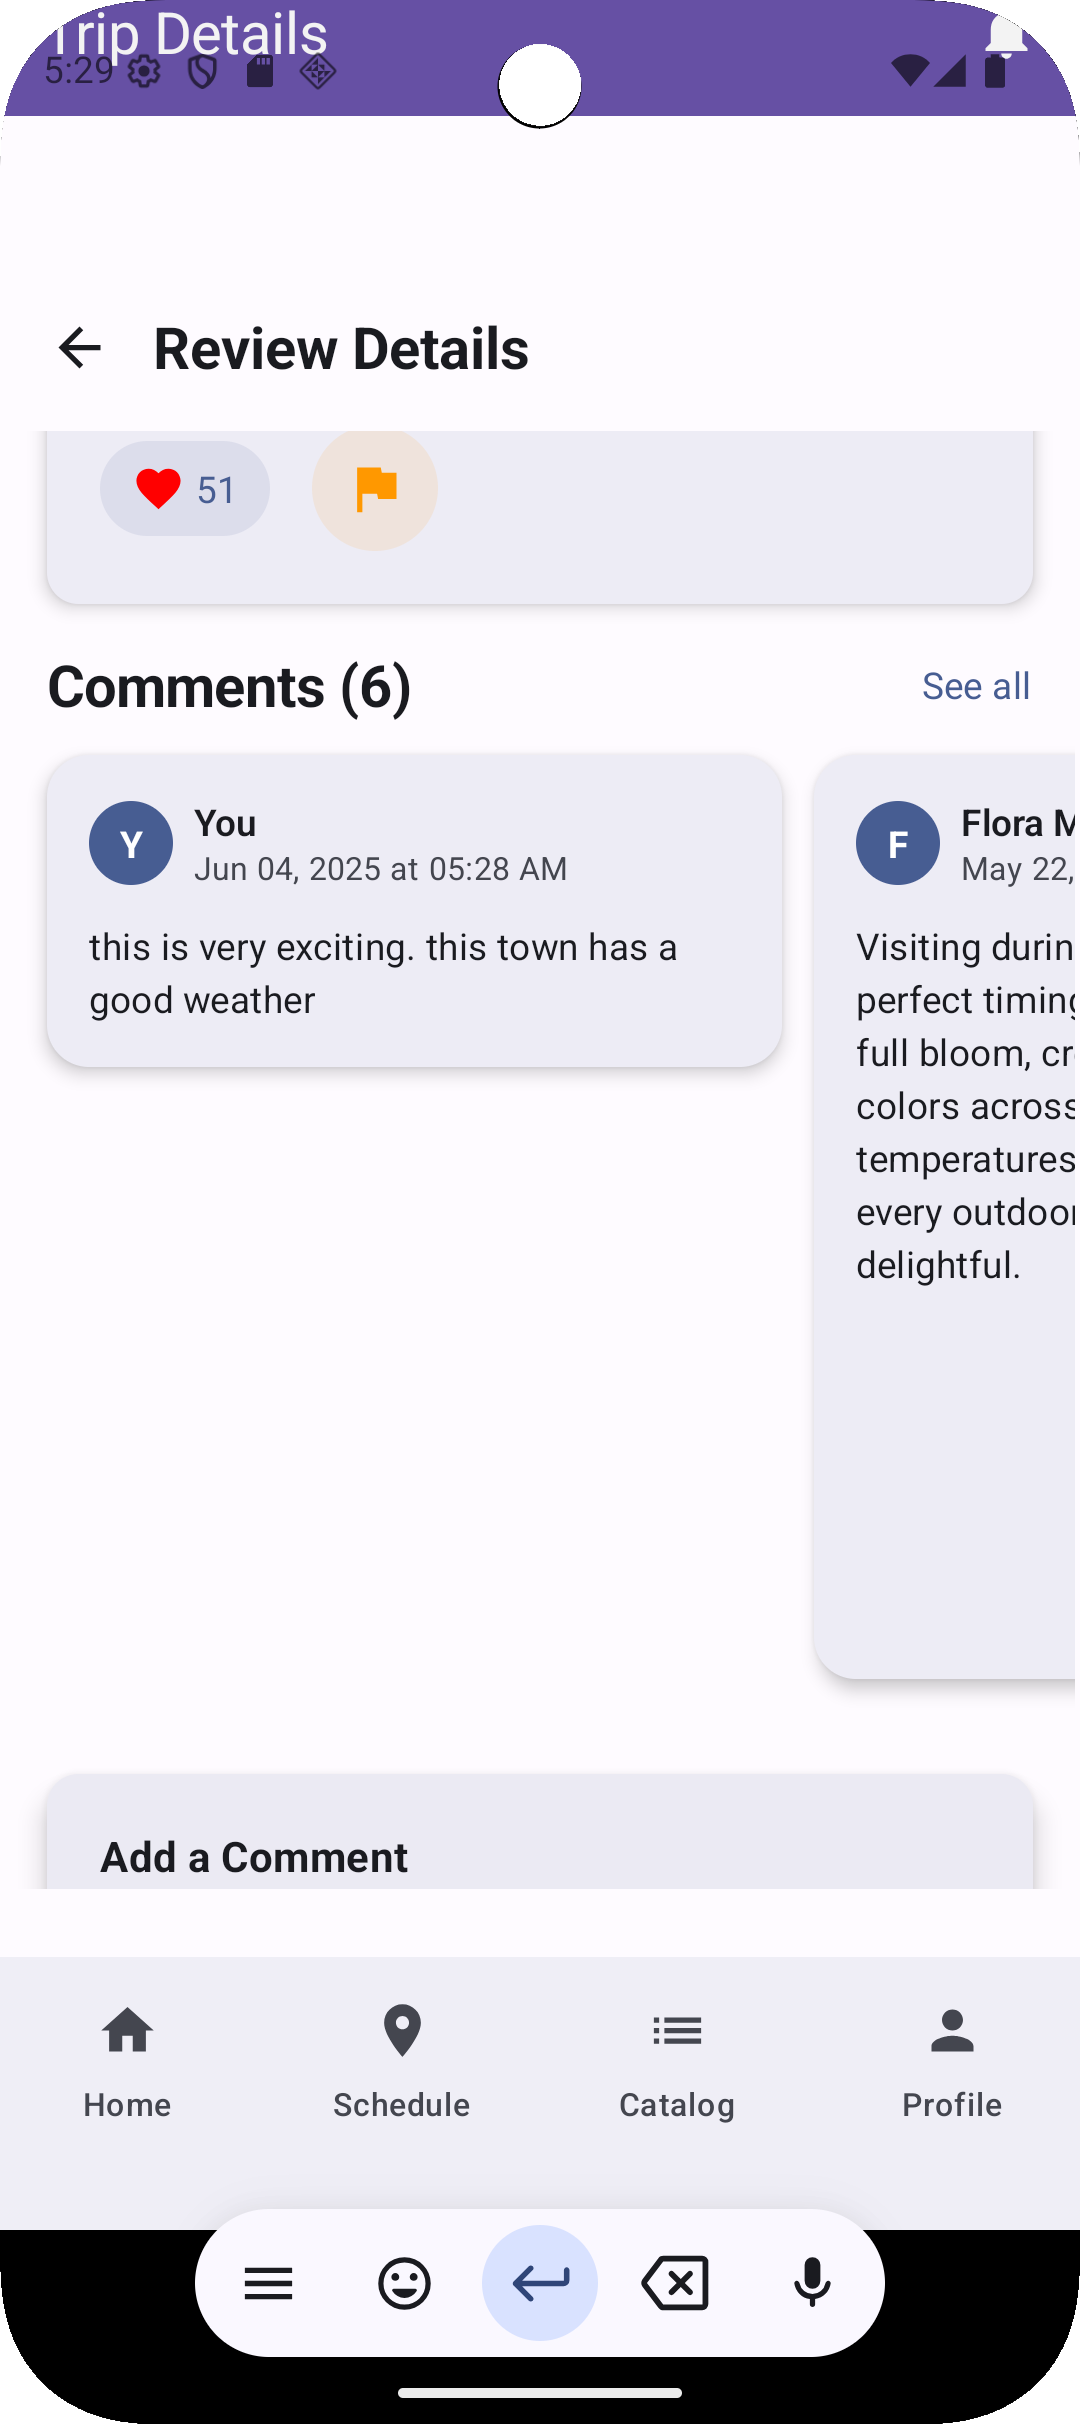 Trip Details
5:29
Review Details
51
Comments (6)
See all
Y
You
Jun 04, 2025 at 05:28 AM
this is very exciting. this town has a
good weather
F
Flora M
May 22,
Visiting durin
perfect timing
full bloom, cr
colors across
temperatures
every outdoor
delightful.
Add a Comment
Home
Schedule
Catalog
Profile